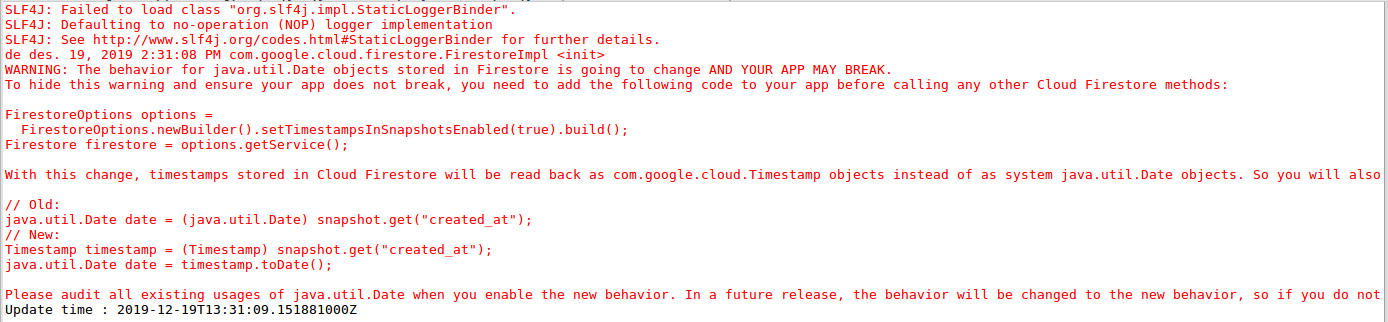 SLF4J: Failed to load class "org.slf4j.impl.StaticLoggerBinder".
SLF4J: Defaulting to no-operation (NOP) logger implementation
SLF4J: See http://www.slf4j.org/codes.html#StaticLoggerBinder for further details.
de des. 19, 2019 2:31:08 PM com.google.cloud.firestore.FirestoreImpl <init>
WARNING: The behavior for java.util.Date objects stored in Firestore is going to change AND YOUR APP MAY BREAK.
To hide this warning and ensure your app does not break, you need to add the following code to your app before calling any other Cloud Firestore methods:
FirestoreOptions options =
FirestoreOptions.newBuilder().setTimestampsInSnapshotsEnabled(true).build();
Firestore firestore = options.getService();
With this change, timestamps stored in Cloud Firestore will be read back as com.google.cloud.Timestamp objects instead of as system java.util.Date objects. So you will also
// Old:
java.util.Date date = (java.util.Date) snapshot.get("created_at");
// New:
Timestamp timestamp = (Timestamp) snapshot.get("created_at");
java.util.Date date = timestamp.toDate();
Please audit all existing usages of java.util.Date when you enable the new behavior. In a future release, the behavior will be changed to the new behavior, so if you do not
Update time : 2019-12-19T13:31:09.151881000Z